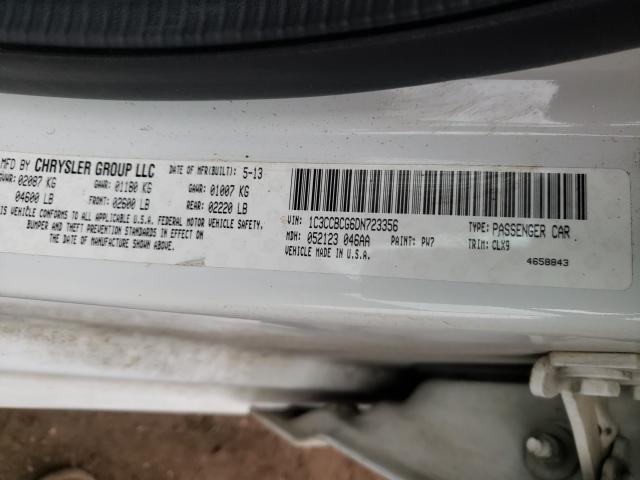 MFD BY CHRYSLER GROUP LLC DATE OF MFR(BUILT): 5-13
GVWR: 02087 KG GAWR: 01180 KG GAWR: 01007 KG
04600 LB FRONT: 02600 LB REAR: 02220 LB
THIS VEHICLE CONFORMS TO ALL APPLICABLE U.S.A. FEDERAL MOTOR VEHICLE SAFETY,
BUMPER AND THEFT PREVENTION STANDARDS IN EFFECT ON THE
DATE OF MANUFACTURE SHOWN ABOVE.
VIN: 1C3CCBCG6DN723356 TYPE: PASSENGER CAR
MDH: 052123 046AA PAINT: PW7 TRIM: CLX9
VEHICLE MADE IN U.S.A. 4658843